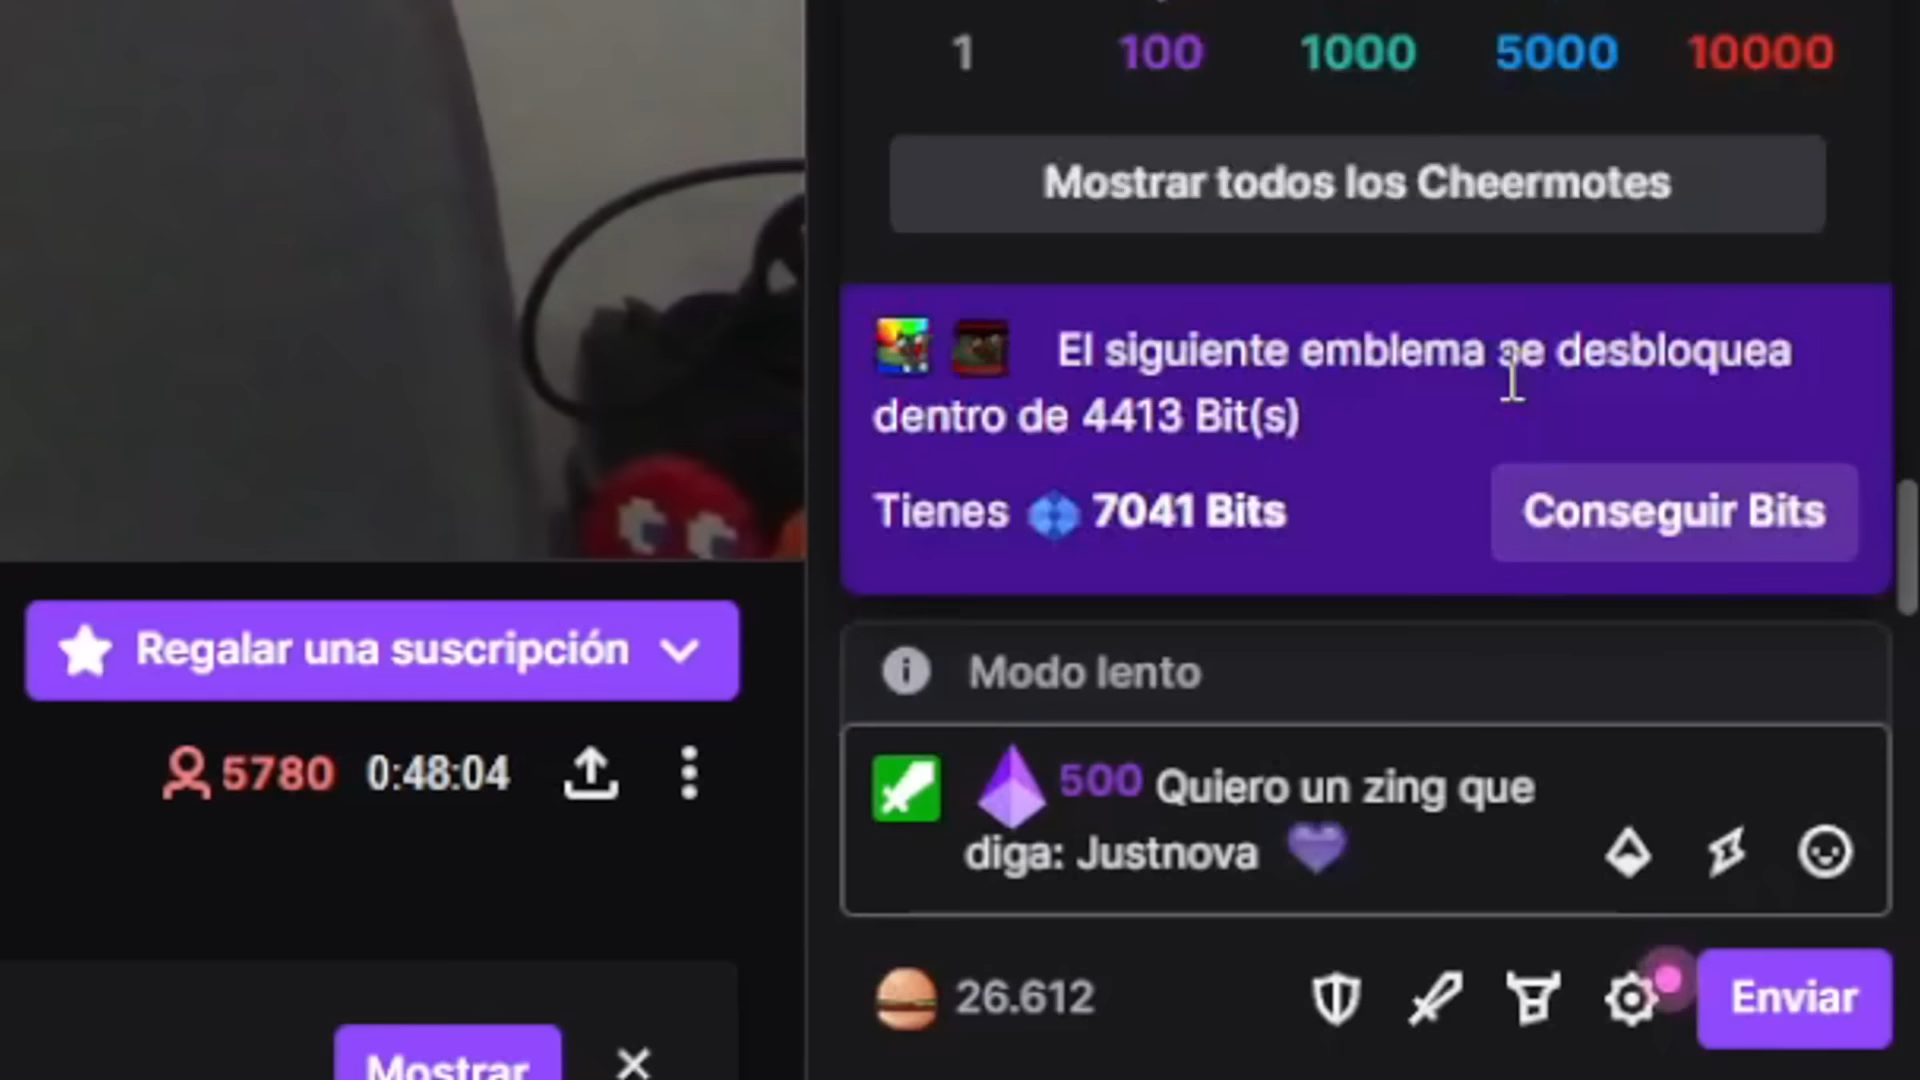 1 100 1000 5000 10000
Mostrar todos los Cheermotes
El siguiente emblema se desbloquea
dentro de 4413 Bit(s)
Tienes 7041 Bits
Conseguir Bits
Regalar una suscripción
5780 0:48:04
Modo lento
500 Quiero un zing que
diga: Justnova
26.612
Enviar
Mostrar